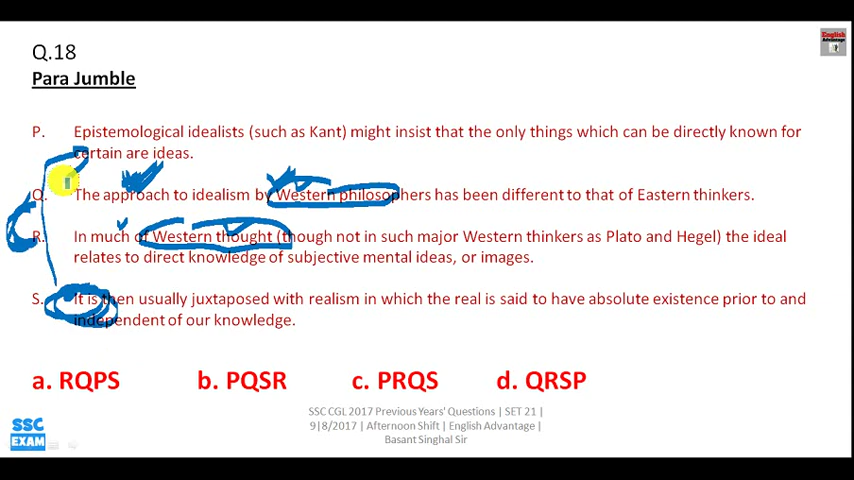 English
Advantage
Q.18
Para Jumble
P. Epistemological idealists (such as Kant) might insist that the only things which can be directly known for
certain are ideas.
Q. The approach to idealism by Western philosophers has been different to that of Eastern thinkers.
R. In much of Western thought (though not in such major Western thinkers as Plato and Hegel) the ideal
relates to direct knowledge of subjective mental ideas, or images.
S. It is then usually juxtaposed with realism in which the real is said to have absolute existence prior to and
independent of our knowledge.
a. RQPS b. PQSR c. PRQS d. QRSP
SSC CGL 2017 Previous Years' Questions | SET 21 |
9|8/2017 | Afternoon Shift | English Advantage |
Basant Singhal Sir
SSC
EXAM